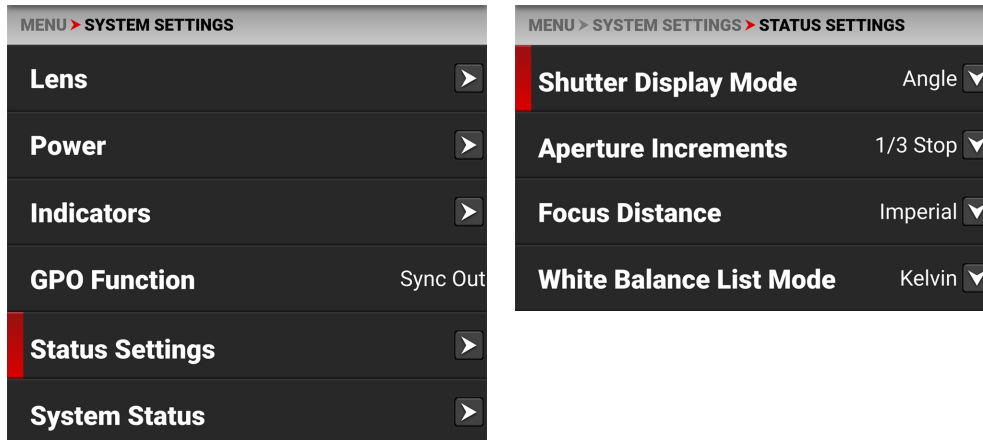 MENU > SYSTEM SETTINGS
Lens
Power
Indicators
GPO Function Sync Out
Status Settings
System Status
MENU > SYSTEM SETTINGS > STATUS SETTINGS
Shutter Display Mode Angle
Aperture Increments 1/3 Stop
Focus Distance Imperial
White Balance List Mode Kelvin